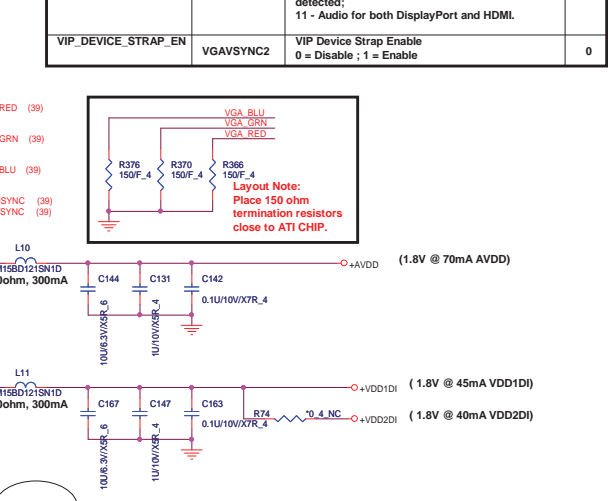 detected;
11 - Audio for both DisplayPort and HDMI.
VIP_DEVICE_STRAP_EN
VGAVSYNC2
VIP Device Strap Enable
0 = Disable ; 1 = Enable
0
RED (39)
GRN (39)
BLU (39)
SYNC (39)
SYNC (39)
VGA_BLU
VGA_GRN
VGA_RED
R376
150/F_4
R370
150/F_4
R366
150/F_4
Layout Note:
Place 150 ohm
termination resistors
close to ATI CHIP.
L10
M15BD121SN1D
0ohm, 300mA
C144
10U/6.3V/X5R_6
C131
1U/10V/X5R_4
C142
0.1U/10V/X7R_4
+AVDD
(1.8V @ 70mA AVDD)
L11
M15BD121SN1D
0ohm, 300mA
C167
10U/6.3V/X5R_6
C147
1U/10V/X5R_4
C163
0.1U/10V/X7R_4
R74
*0_4_NC
+VDD1DI
( 1.8V @ 45mA VDD1DI)
+VDD2DI
( 1.8V @ 40mA VDD2DI)